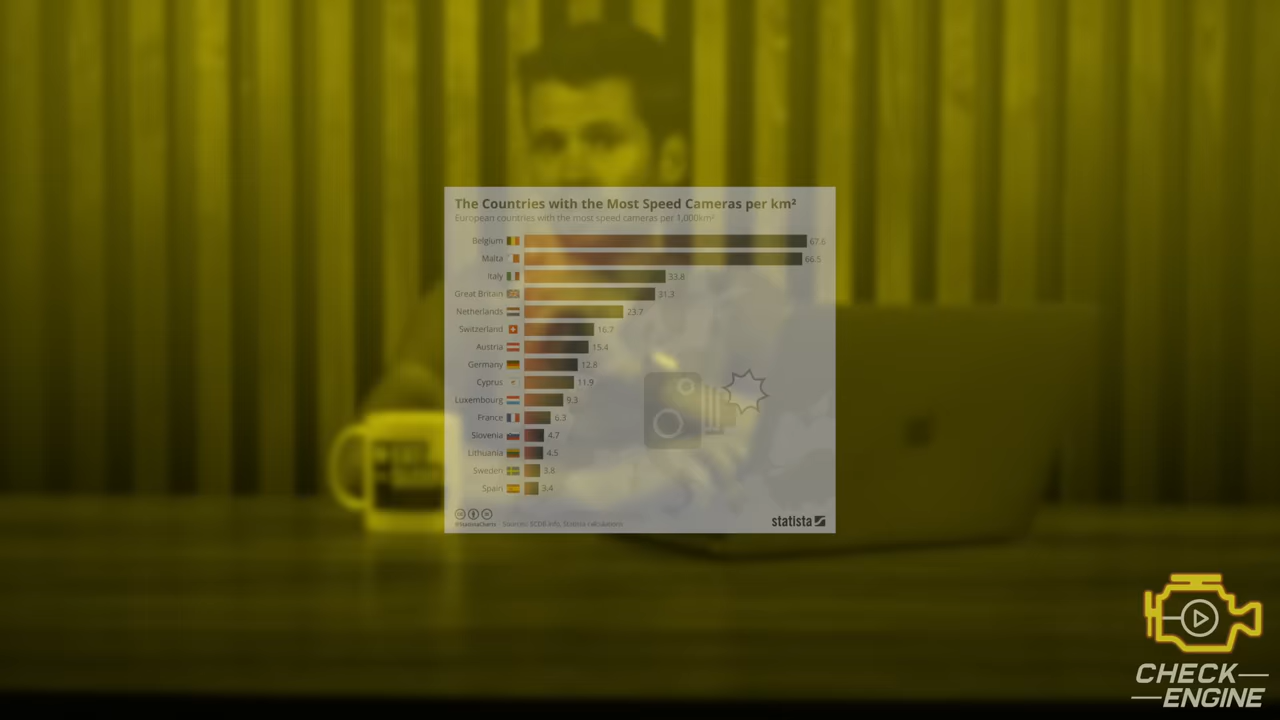 The Countries with the Most Speed Cameras per km²
European countries with the most speed cameras per 1,000km²
Belgium 67.6
Malta 66.5
Italy 33.8
Great Britain 31.3
Netherlands 23.7
Switzerland 16.7
Austria 15.4
Germany 12.8
Cyprus 11.9
Luxembourg 9.3
France 6.3
Slovenia 4.7
Lithuania 4.5
Sweden 3.8
Spain 3.4
@StatistaCharts Sources: SCDB.info, Statista calculations
statista
CHECK
ENGINE